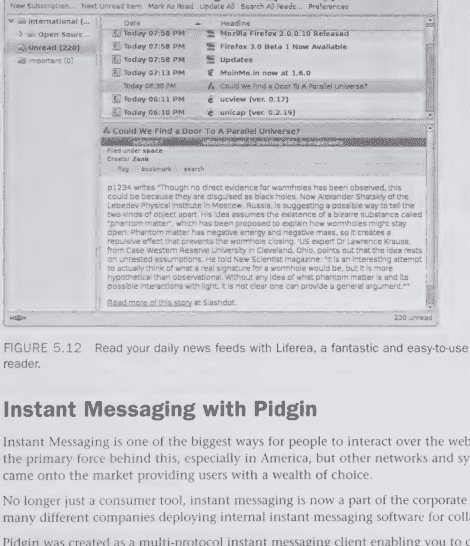 New Subscription... Next Unread Item Mark As Read Update All Search All Feeds... Preferences
International (...
Open Sourc...
Unread (220)
Important (0)
Date Headline
Today 07:58 PM Mozilla Firefox 2.0.0.10 Released
Today 07:58 PM Firefox 3.0 Beta 1 Now Available
Today 07:58 PM Updates
Today 07:13 PM MoinMo.in now at 1.6.0
Today 06:30 PM Could We Find a Door To A Parallel Universe?
Today 06:11 PM ucview (ver. 0.17)
Today 06:10 PM unicap (ver. 0.2.19)
Could We Find a Door To A Parallel Universe?
Filed under space
Creator Zonk
flag bookmark search
p1234 writes "Though no direct evidence for wormholes has been observed, this
could be because they are disguised as black holes. Now Alexander Shatskiy of the
Lebedev Physical Institute in Moscow, Russia, is suggesting a possible way to tell the
two kinds of object apart. His idea assumes the existence of a bizarre substance called
"phantom matter", which has been proposed to explain how wormholes might stay
open. Phantom matter has negative energy and negative mass, so it creates a
repulsive effect that prevents the wormhole closing. 'US expert Dr Lawrence Krauss,
from Case Western Reserve University in Cleveland, Ohio, points out that the idea rests
on untested assumptions. He told New Scientist magazine: "It is an interesting attempt
to actually think of what a real signature for a wormhole would be, but it is more
hypothetical than observational. Without any idea of what phantom matter is and its
possible interactions with light, it is not clear one can provide a general argument."'"
Read more of this story at Slashdot.
220 unread
FIGURE 5.12 Read your daily news feeds with Liferea, a fantastic and easy-to-use
reader.
Instant Messaging with Pidgin
Instant Messaging is one of the biggest ways for people to interact over the web
the primary force behind this, especially in America, but other networks and sy
came onto the market providing users with a wealth of choice.
No longer just a consumer tool, instant messaging is now a part of the corporate
many different companies deploying internal instant messaging software for coll
Pidgin was created as a multi-protocol instant messaging client enabling you to c